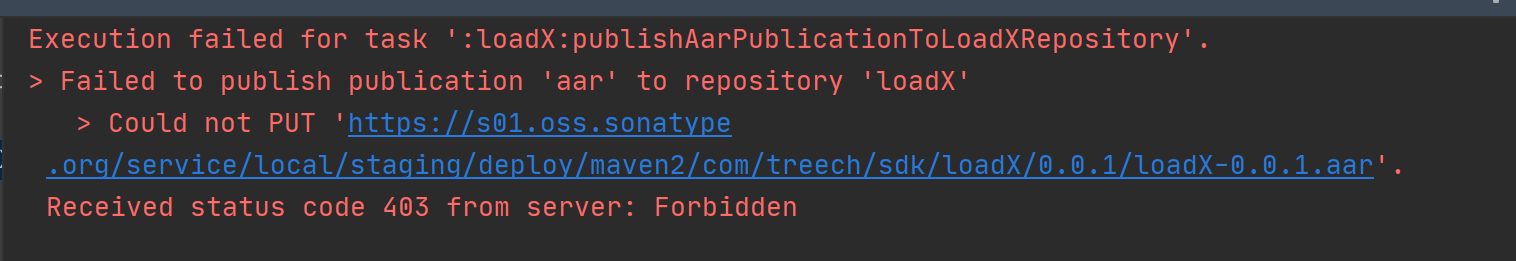 Execution failed for task ':loadX:publishAarPublicationToLoadXRepository'.
> Failed to publish publication 'aar' to repository 'loadX'
> Could not PUT 'https://s01.oss.sonatype
.org/service/local/staging/deploy/maven2/com/treech/sdk/loadX/0.0.1/loadX-0.0.1.aar'.
Received status code 403 from server: Forbidden